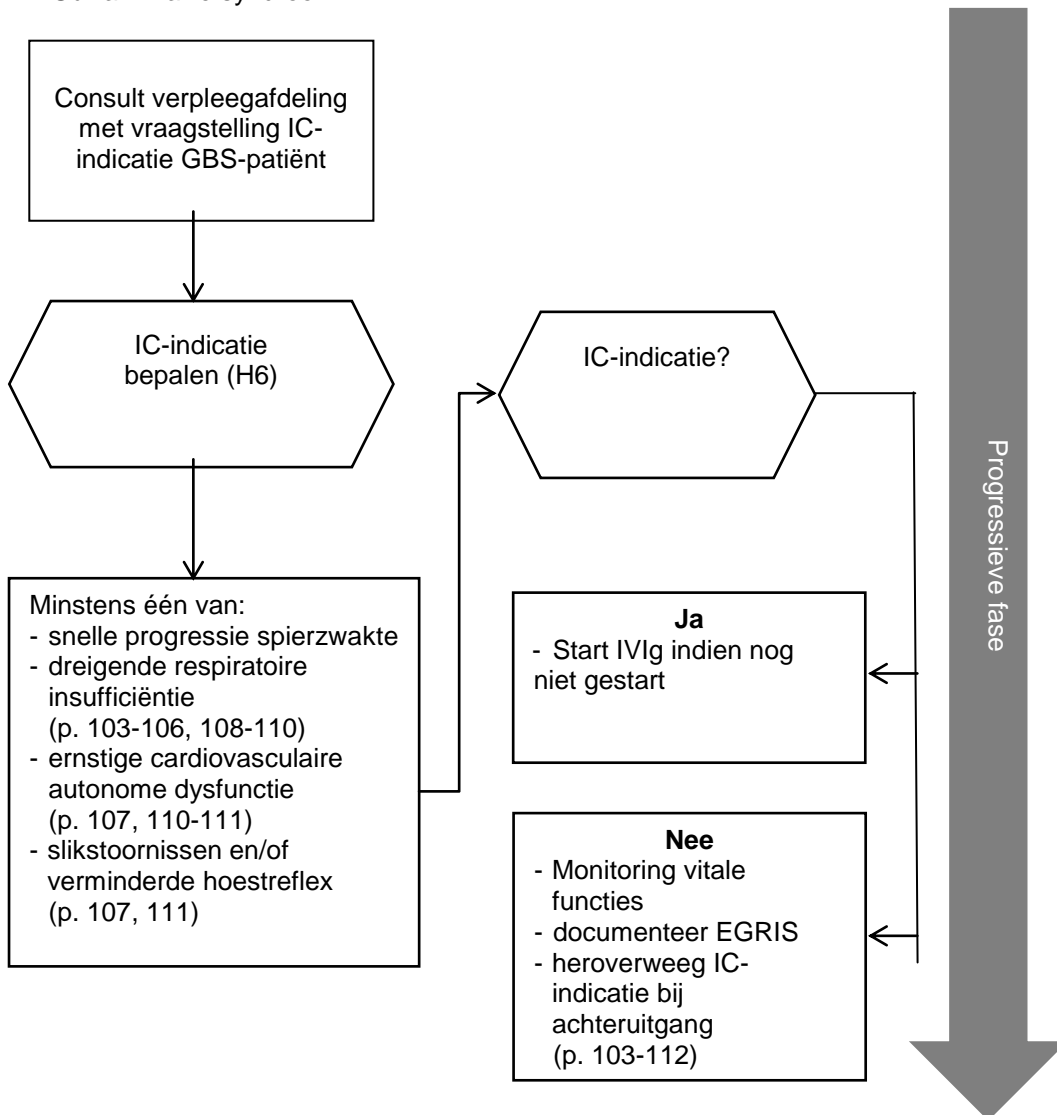 Consult verpleegafdeling
met vraagstelling IC-
indicatie GBS-patiënt
IC-indicatie
bepalen (H6)
Minstens één van:
- snelle progressie spierzwakte
- dreigende respiratoire
insufficiëntie
(p. 103-106, 108-110)
- ernstige cardiovasculaire
autonome dysfunctie
(p. 107, 110-111)
- slikstoornissen en/of
verminderde hoestreflex
(p. 107, 111)
IC-indicatie?
Ja
- Start IVIg indien nog
niet gestart
Nee
- Monitoring vitale
functies
- documenteer EGRIS
- heroverweeg IC-
indicatie bij
achteruitgang
(p. 103-112)
Progressieve fase